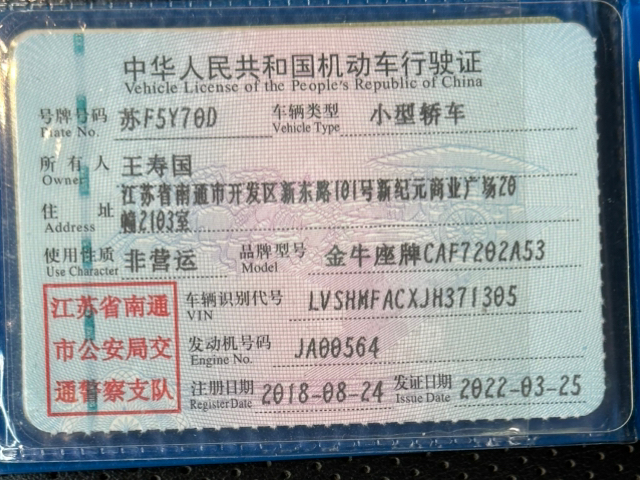 中华人民共和国机动车行驶证
Vehicle License of the People's Republic of China
号牌号码 苏F5Y70D 车辆类型 小型轿车
Plate No. Vehicle Type
所有人 王寿国
Owner
江苏省南通市开发区新东路101号新纪元商业广场20
住址 幢2103室
Address
使用性质 非营运 品牌型号 金牛座牌CAF7202A53
Use Character Model
江苏省南通
市公安局交
通警察支队
车辆识别代号 LVSHMFACXJH371305
VIN
发动机号码 JA00564
Engine No.
注册日期 2018-08-24 发证日期 2022-03-25
Register Date Issue Date